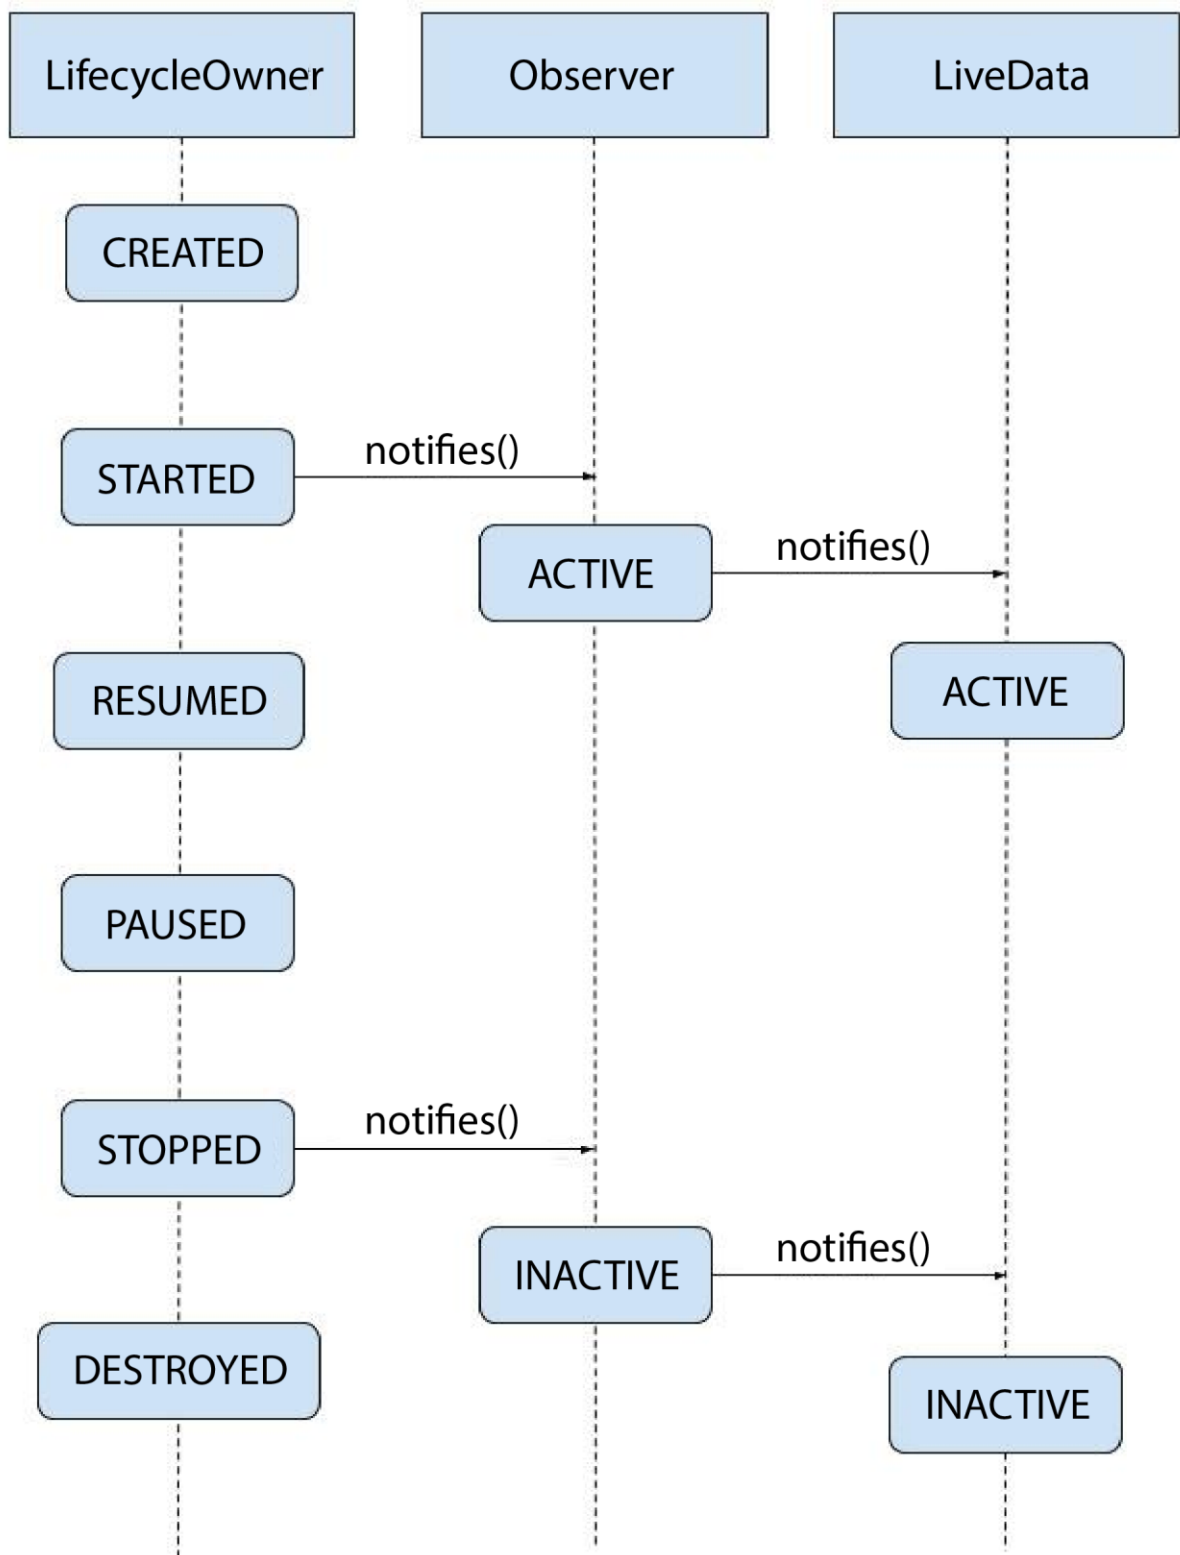 LifecycleOwner
Observer
LiveData
CREATED
notifies()
STARTED
notifies()
ACTIVE
RESUMED
ACTIVE
PAUSED
notifies()
STOPPED
notifies()
INACTIVE
DESTROYED
INACTIVE